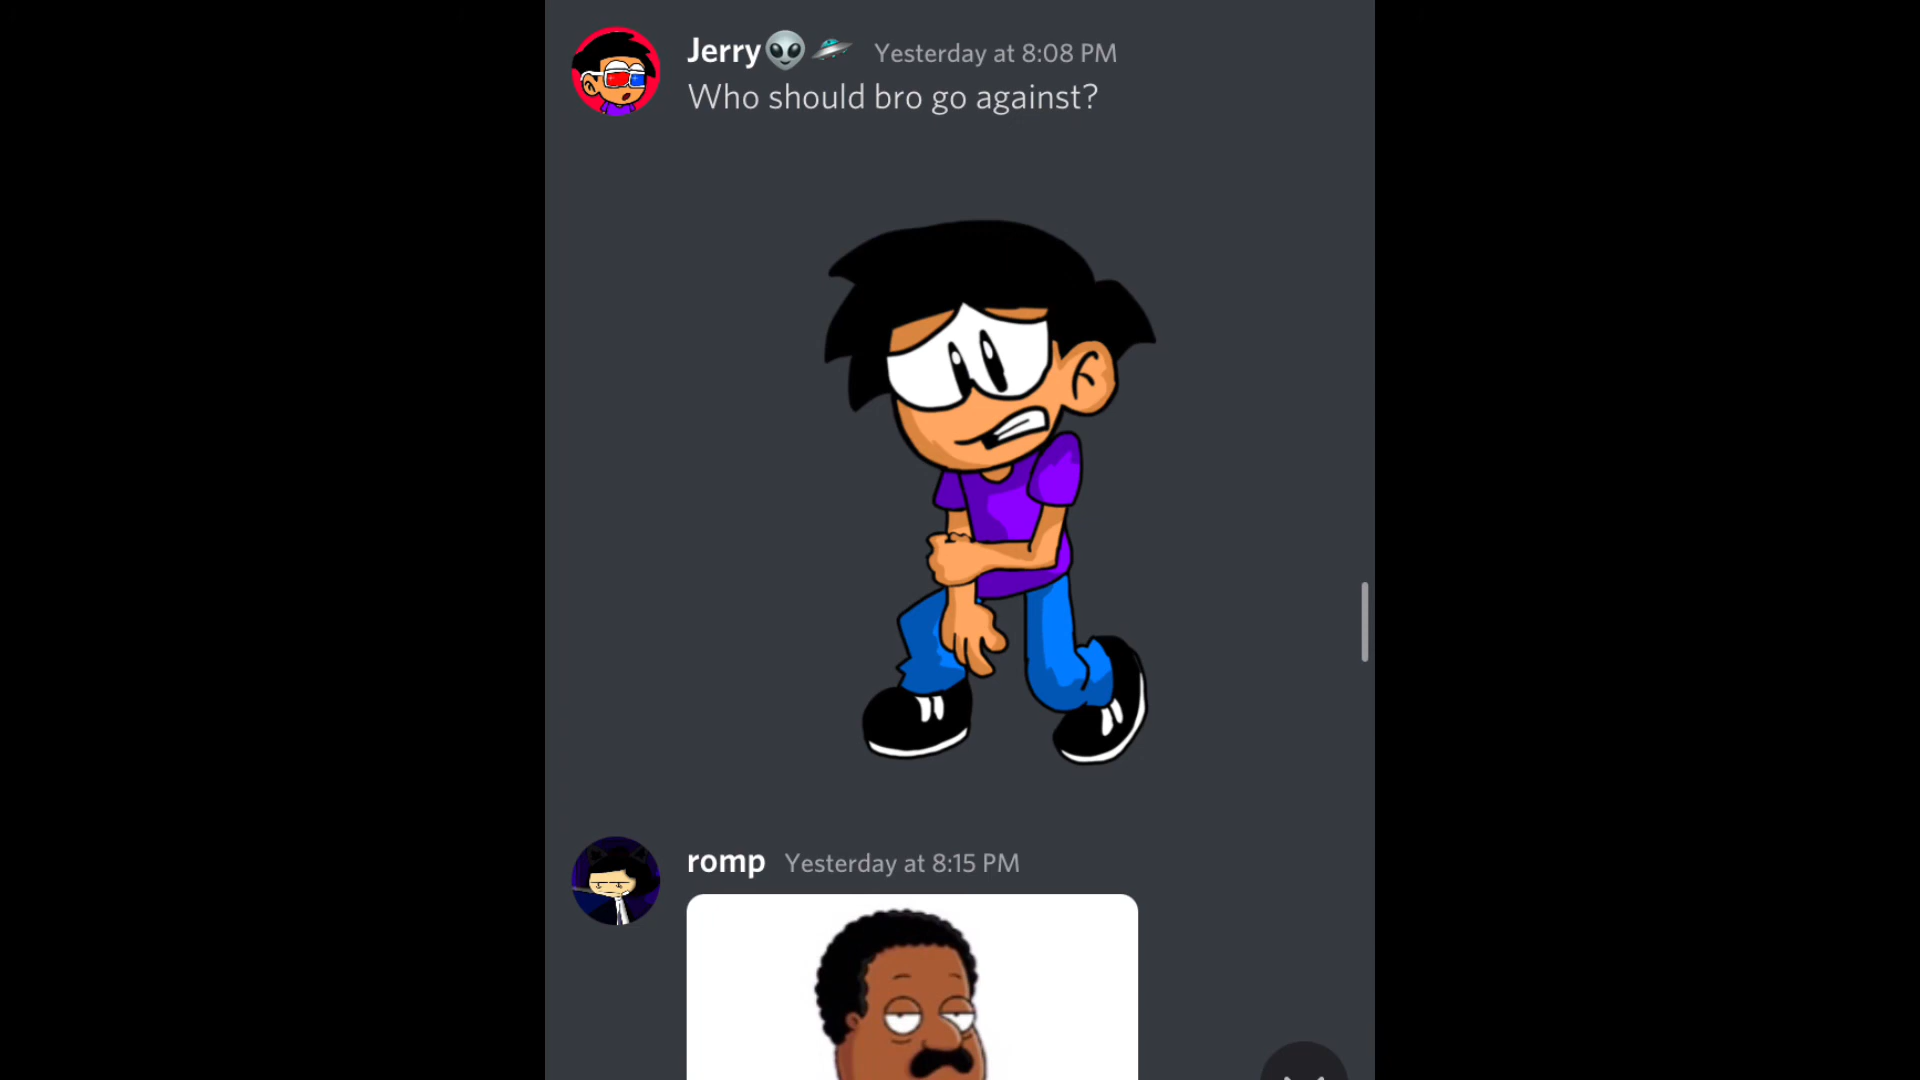 Jerry👽🛸 Yesterday at 8:08 PM
Who should bro go against?
romp Yesterday at 8:15 PM